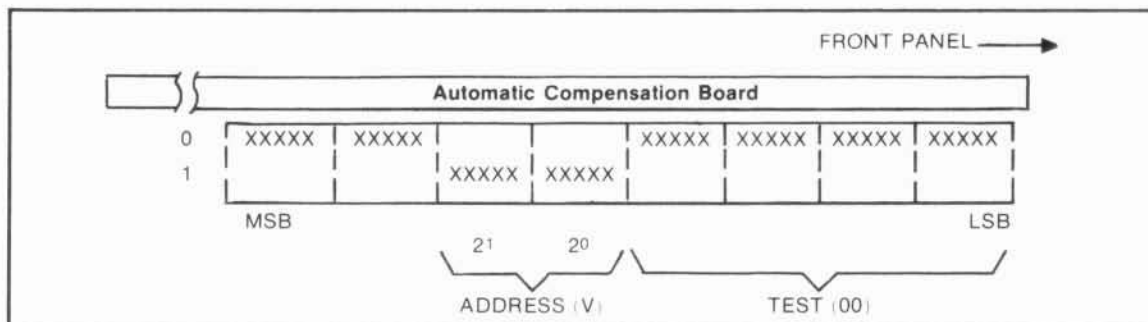 FRONT PANEL
Automatic Compensation Board
0 XXXXX XXXXX XXXXX XXXXX XXXXX XXXXX
1 XXXXX XXXXX
MSB LSB
2¹ 2⁰
ADDRESS (V) TEST (00)